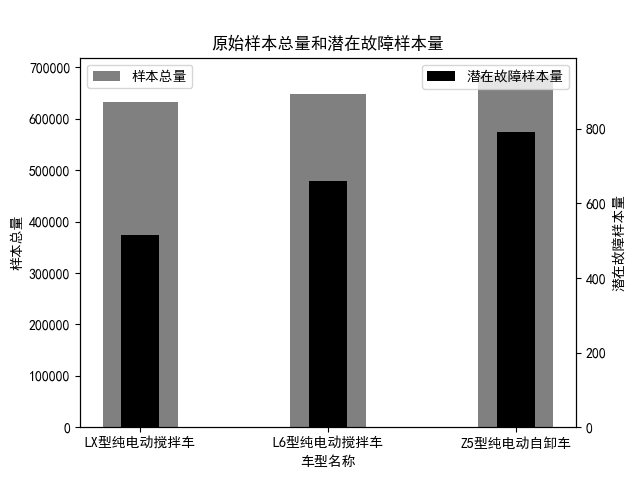 原始样本总量和潜在故障样本量
样本总量
潜在故障样本量
700000
600000
500000
400000
300000
200000
100000
0
样本总量
800
600
400
200
0
潜在故障样本量
LX型纯电动搅拌车
L6型纯电动搅拌车
Z5型纯电动自卸车
车型名称